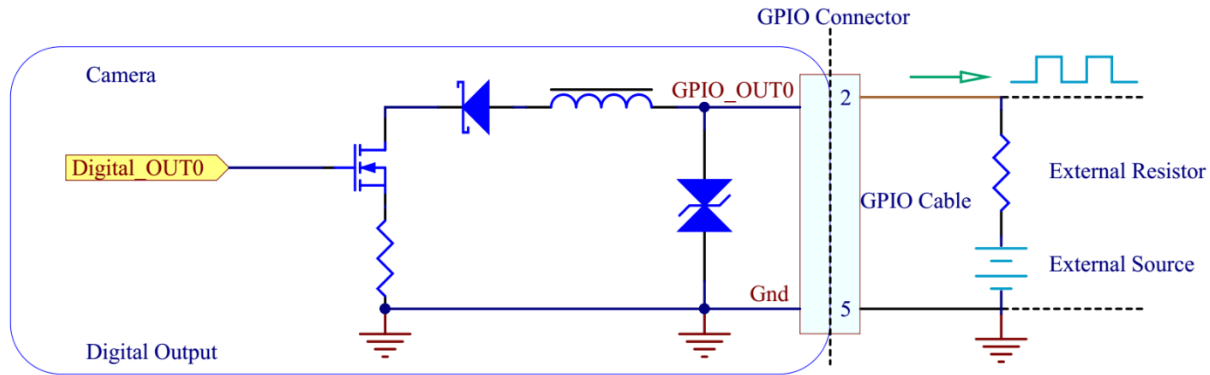 GPIO Connector
Camera
GPIO_OUT0
2
Digital_OUT0
External Resistor
GPIO Cable
External Source
Gnd
5
Digital Output